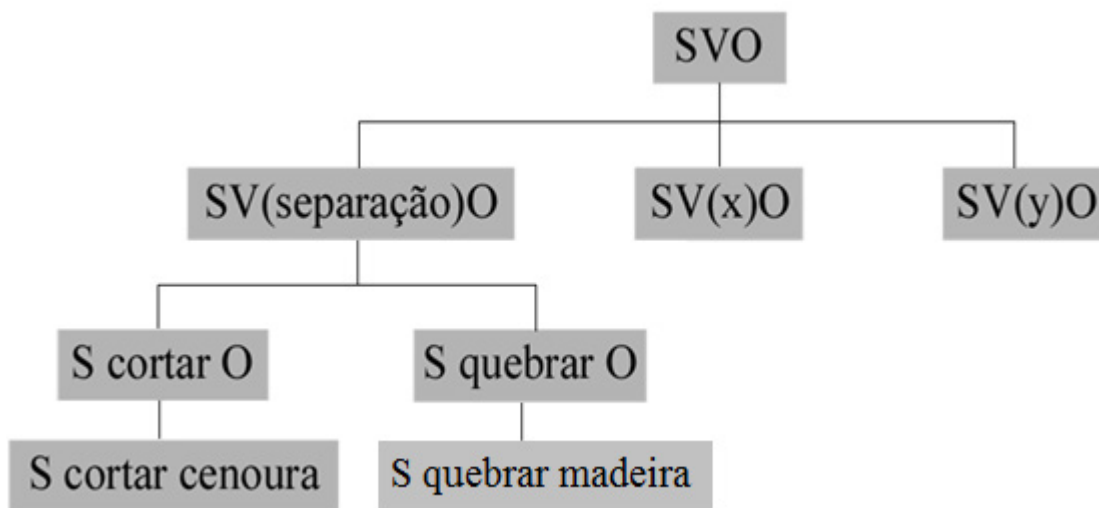 SVO
SV(separação)O
SV(x)O
SV(y)O
S cortar O
S quebrar O
S cortar cenoura
S quebrar madeira